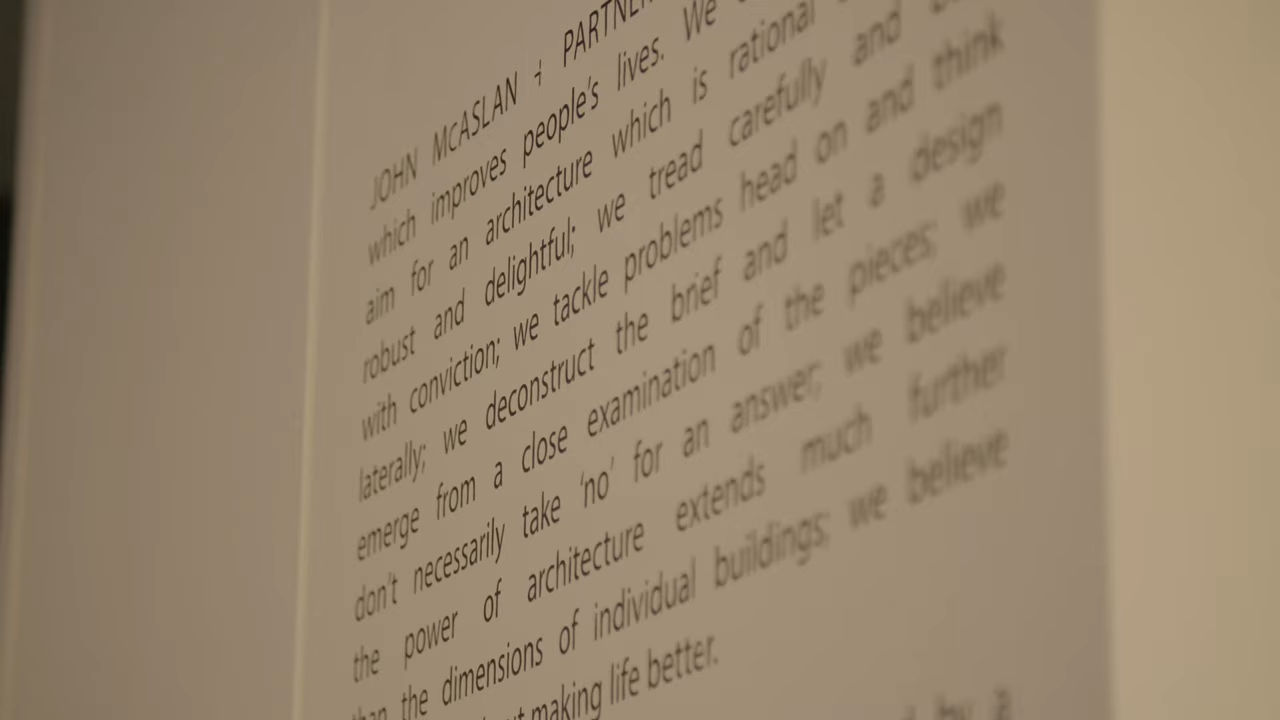 JOHN McASLAN + PARTNER
which improves people's lives. We
aim for an architecture which is rational
robust and delightful; we tread carefully and
with conviction; we tackle problems head on and think
laterally; we deconstruct the brief and let a design
emerge from a close examination of the pieces; we
don't necessarily take 'no' for an answer; we believe
the power of architecture extends much further
than the dimensions of individual buildings; we believe
making life better.
by a